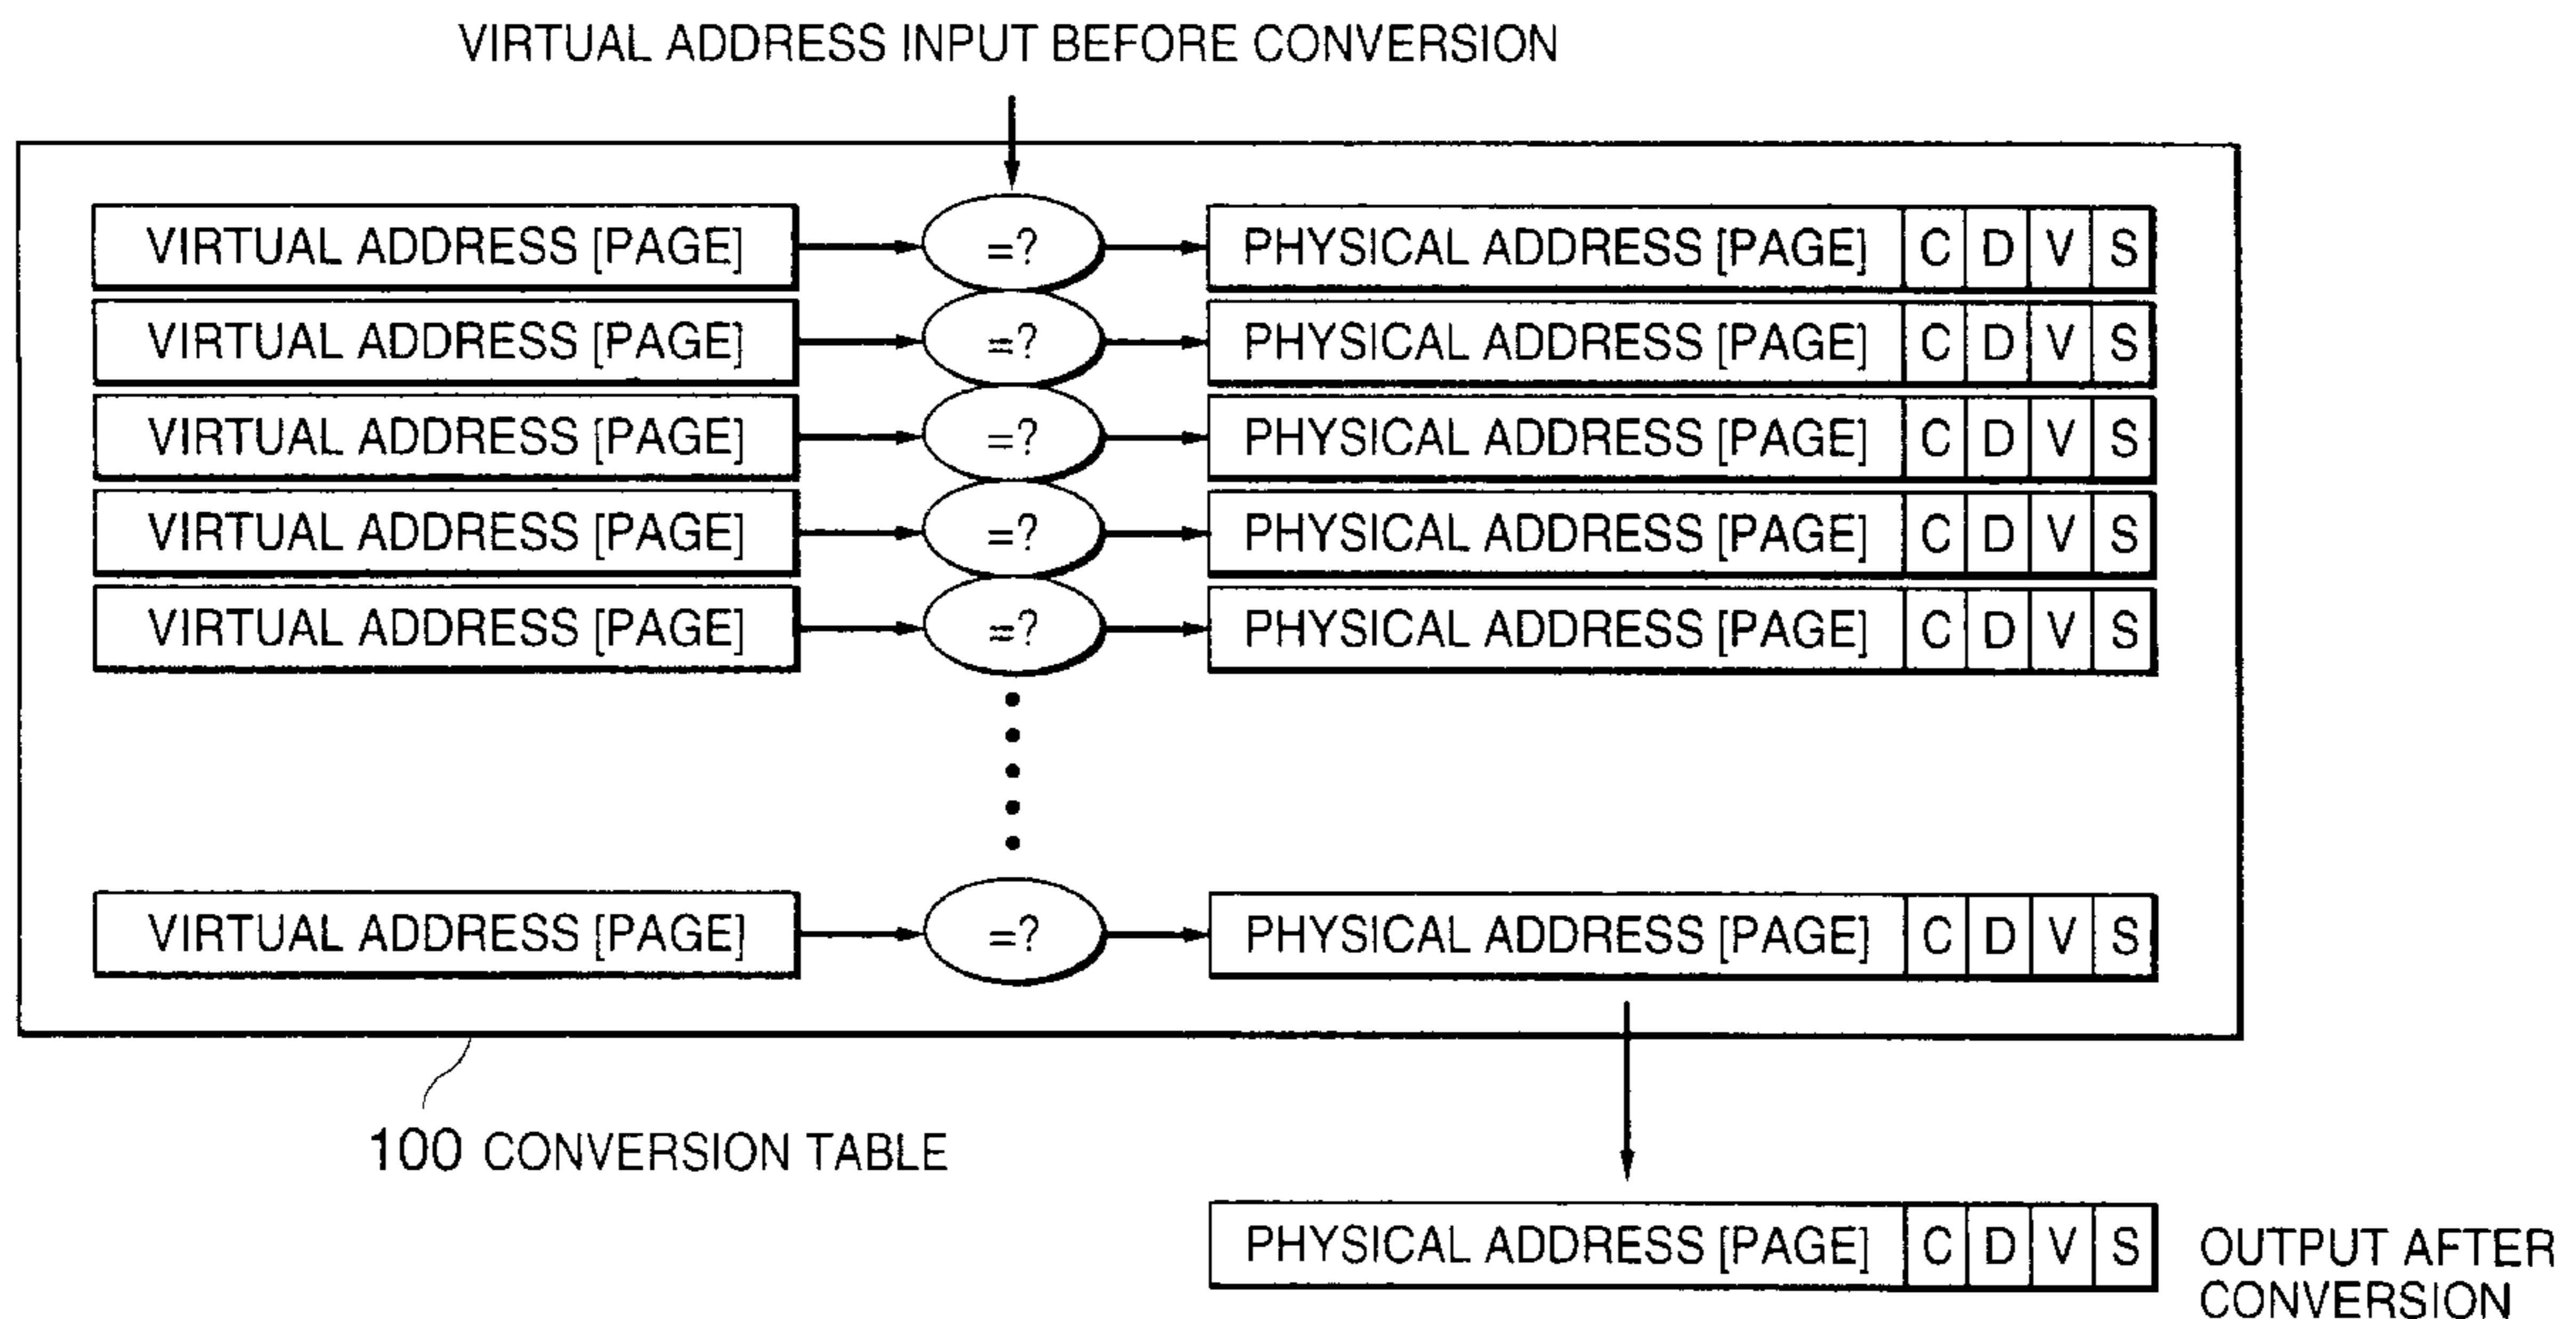 VIRTUAL ADDRESS INPUT BEFORE CONVERSION
VIRTUAL ADDRESS [PAGE] =? PHYSICAL ADDRESS [PAGE] C D V S
VIRTUAL ADDRESS [PAGE] =? PHYSICAL ADDRESS [PAGE] C D V S
VIRTUAL ADDRESS [PAGE] =? PHYSICAL ADDRESS [PAGE] C D V S
VIRTUAL ADDRESS [PAGE] =? PHYSICAL ADDRESS [PAGE] C D V S
VIRTUAL ADDRESS [PAGE] =? PHYSICAL ADDRESS [PAGE] C D V S
VIRTUAL ADDRESS [PAGE] =? PHYSICAL ADDRESS [PAGE] C D V S
100 CONVERSION TABLE
PHYSICAL ADDRESS [PAGE] C D V S
OUTPUT AFTER
CONVERSION